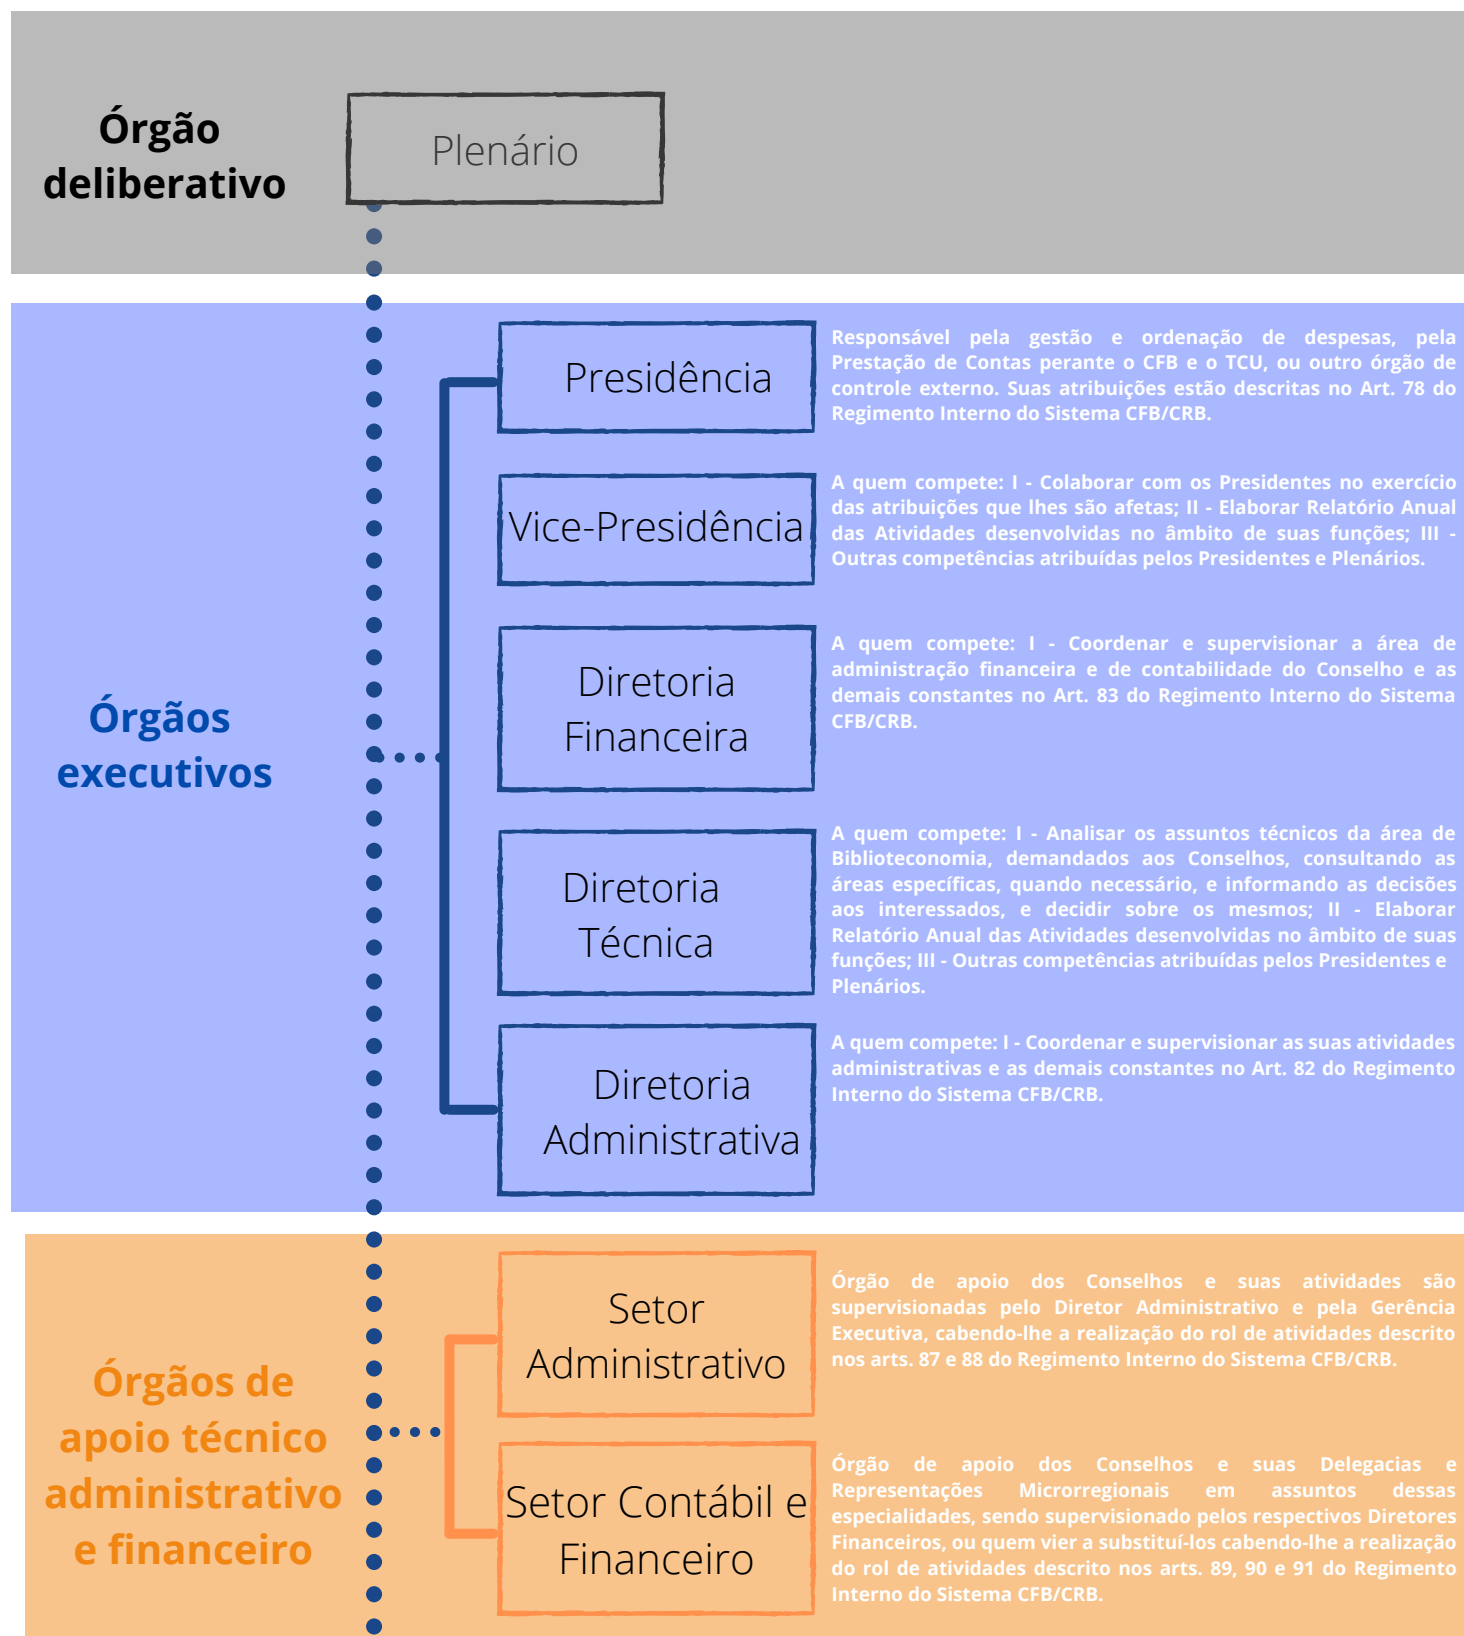 Órgão
deliberativo
Plenário
Órgãos
executivos
Presidência
Responsável pela gestão e ordenação de despesas, pela
Prestação de Contas perante o CFB e o TCU, ou outro órgão de
controle externo. Suas atribuições estão descritas no Art. 78 do
Regimento Interno do Sistema CFB/CRB.
Vice-Presidência
A quem compete: I - Colaborar com os Presidentes no exercício
das atribuições que lhes são afetas; II - Elaborar Relatório Anual
das Atividades desenvolvidas no âmbito de suas funções; III -
Outras competências atribuídas pelos Presidentes e Plenários.
Diretoria
Financeira
A quem compete: I - Coordenar e supervisionar a área de
administração financeira e de contabilidade do Conselho e as
demais constantes no Art. 83 do Regimento Interno do Sistema
CFB/CRB.
Diretoria
Técnica
A quem compete: I - Analisar os assuntos técnicos da área de
Biblioteconomia, demandados aos Conselhos, consultando as
áreas específicas, quando necessário, e informando as decisões
aos interessados, e decidir sobre os mesmos; II - Elaborar
Relatório Anual das Atividades desenvolvidas no âmbito de suas
funções; III - Outras competências atribuídas pelos Presidentes e
Plenários.
Diretoria
Administrativa
A quem compete: I - Coordenar e supervisionar as suas atividades
administrativas e as demais constantes no Art. 82 do Regimento
Interno do Sistema CFB/CRB.
Órgãos de
apoio técnico
administrativo
e financeiro
Setor
Administrativo
Órgão de apoio dos Conselhos e suas atividades são
supervisionadas pelo Diretor Administrativo e pela Gerência
Executiva, cabendo-lhe a realização do rol de atividades descrito
nos arts. 87 e 88 do Regimento Interno do Sistema CFB/CRB.
Setor Contábil e
Financeiro
Órgão de apoio dos Conselhos e suas Delegacias e
Representações Microrregionais em assuntos dessas
especialidades, sendo supervisionado pelos respectivos Diretores
Financeiros, ou quem vier a substituí-los cabendo-lhe a realização
do rol de atividades descrito nos arts. 89, 90 e 91 do Regimento
Interno do Sistema CFB/CRB.